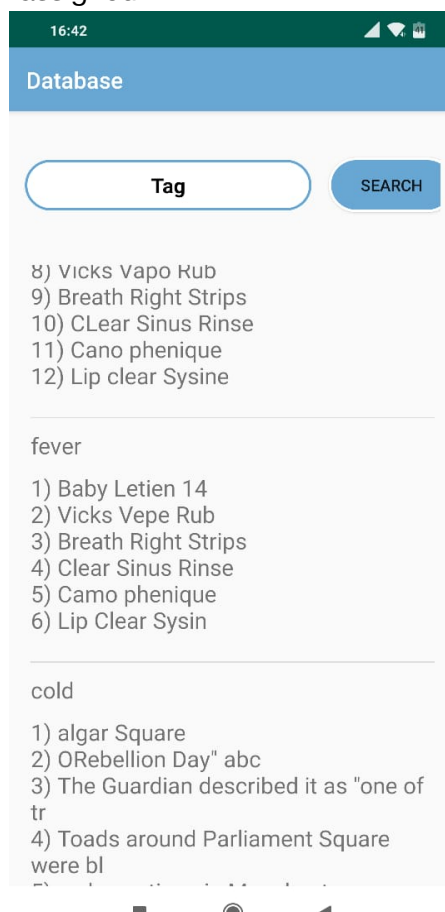 16:42
Database
Tag
SEARCH
8) Vicks Vapo Rub
9) Breath Right Strips
10) CLear Sinus Rinse
11) Cano phenique
12) Lip clear Sysine
fever
1) Baby Letien 14
2) Vicks Vepe Rub
3) Breath Right Strips
4) Clear Sinus Rinse
5) Camo phenique
6) Lip Clear Sysin
cold
1) algar Square
2) ORebellion Day" abc
3) The Guardian described it as "one of
tr
4) Toads around Parliament Square
were bl